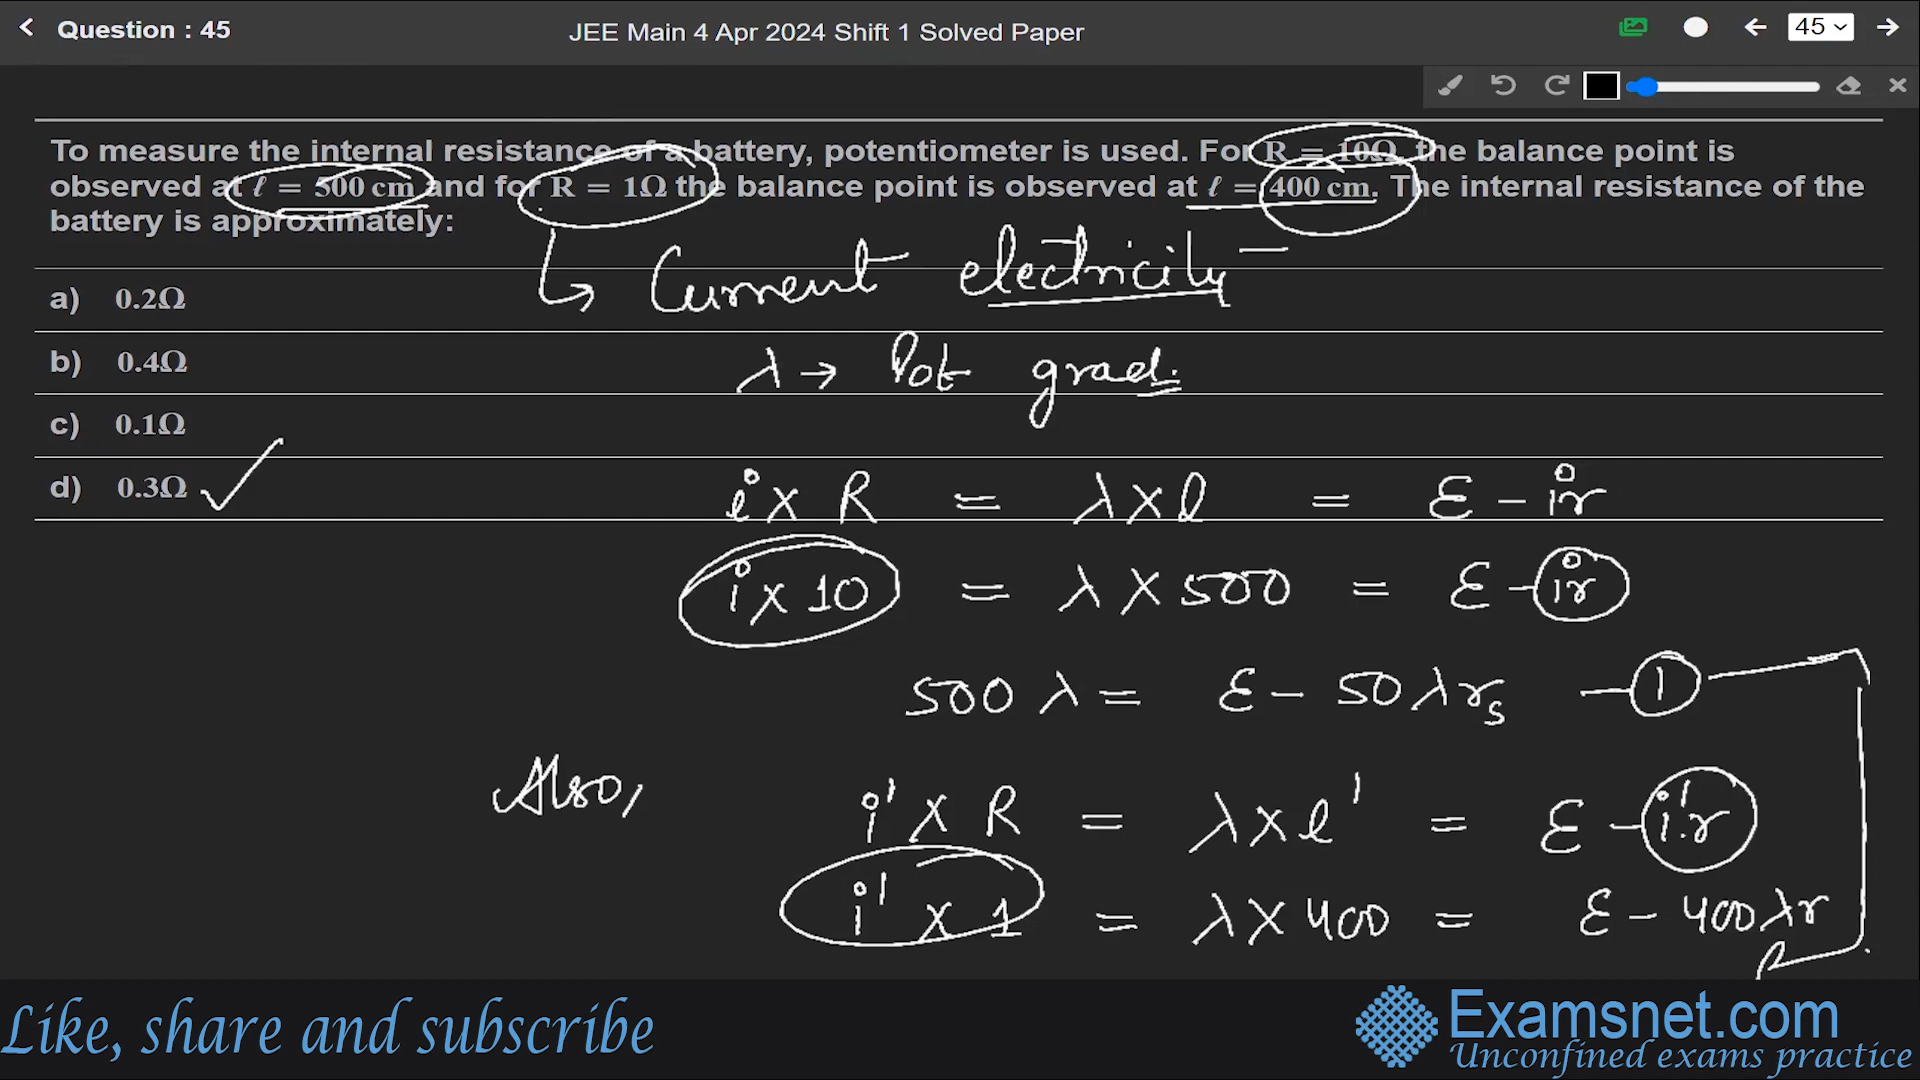 Question : 45
JEE Main 4 Apr 2024 Shift 1 Solved Paper
45
To measure the internal resistance of a battery, potentiometer is used. For R = 10Ω, the balance point is
observed at ℓ = 500 cm and for R = 1Ω the balance point is observed at ℓ = 400 cm. The internal resistance of the
battery is approximately:
↳ Current electricity –
a) 0.2Ω
b) 0.4Ω
λ → Pot grad.
c) 0.1Ω
d) 0.3Ω ✓
i × R = λ × l = ε – ir
i × 10 = λ × 500 = ε – ir
500 λ = ε – 50 λ rs – ①
Also,
i' × R = λ × l' = ε – i'.r
i' × 1 = λ × 400 = ε – 400 λr
Like, share and subscribe
Examsnet.com
Unconfined exams practice